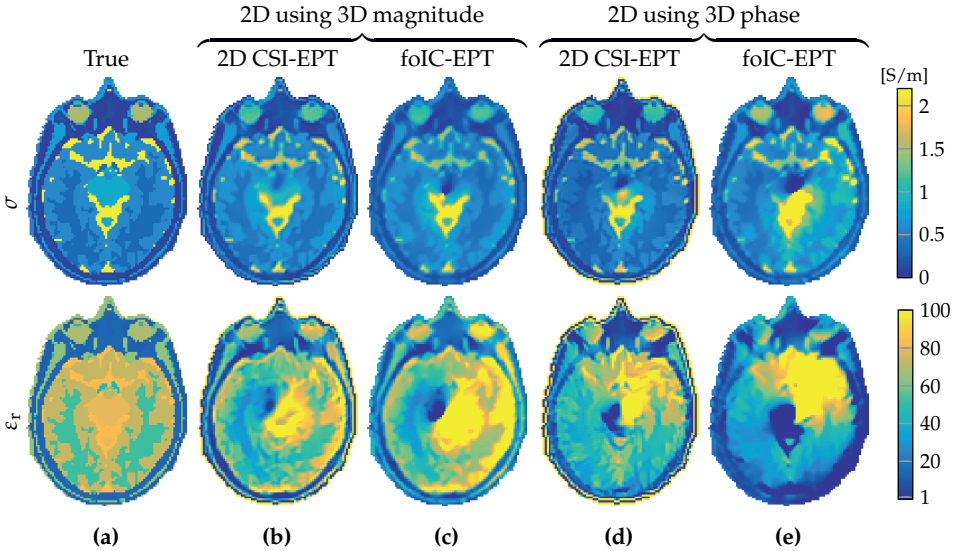 2D using 3D magnitude 2D using 3D phase
True 2D CSI-EPT foIC-EPT 2D CSI-EPT foIC-EPT
[S/m]
2
1.5
σ
1
0.5
0
100
80
60
εr
40
20
1
(a) (b) (c) (d) (e)